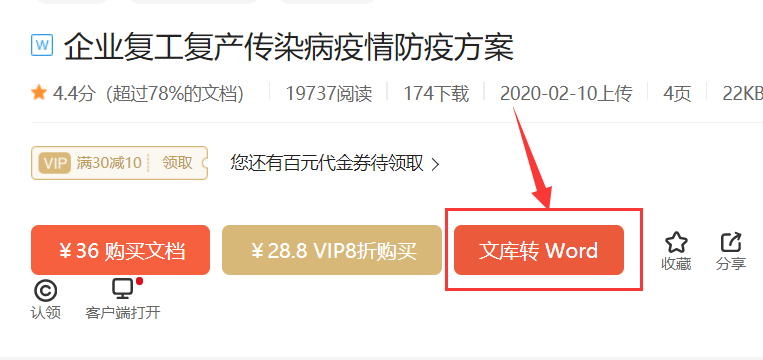 W 企业复工复产传染病疫情防疫方案
4.4分（超过78%的文档） 19737阅读 174下载 2020-02-10上传 4页 22KB
VIP 满30减10 领取 您还有百元代金券待领取
¥36 购买文档 ¥28.8 VIP8折购买 文库转 Word 收藏 分享
认领 客户端打开